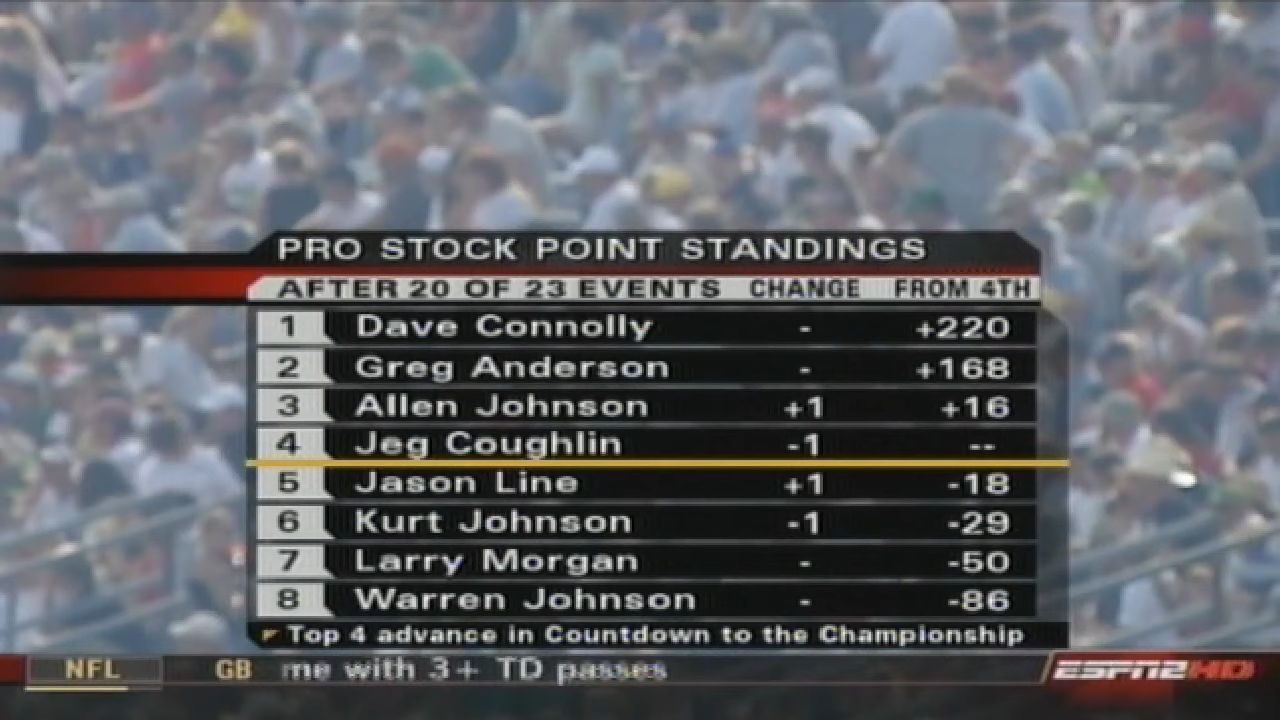 PRO STOCK POINT STANDINGS
AFTER 20 OF 23 EVENTS CHANGE FROM 4TH
1 Dave Connolly - +220
2 Greg Anderson - +168
3 Allen Johnson +1 +16
4 Jeg Coughlin -1 --
5 Jason Line +1 -18
6 Kurt Johnson -1 -29
7 Larry Morgan - -50
8 Warren Johnson - -86
Top 4 advance in Countdown to the Championship
NFL GB me with 3+ TD passes ESPN2HD